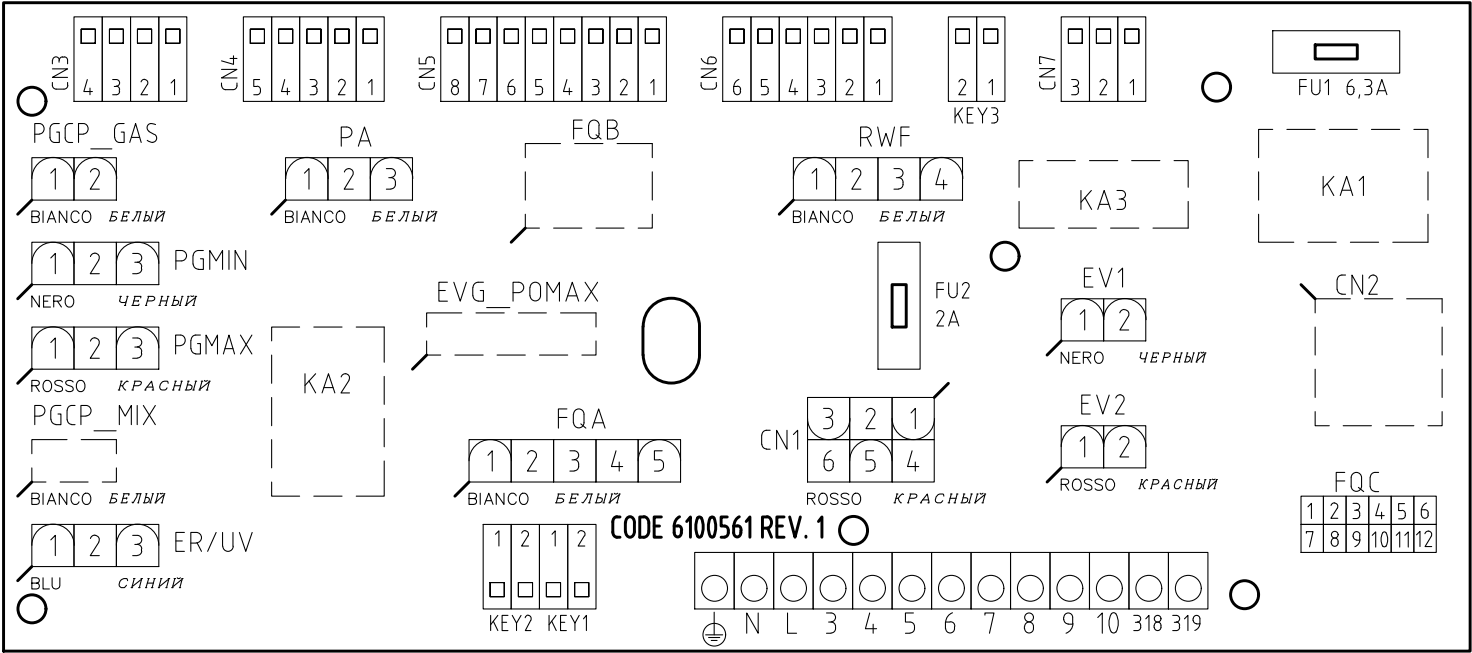 CN3
4 3 2 1
CN4
5 4 3 2 1
CN5
8 7 6 5 4 3 2 1
CN6
6 5 4 3 2 1
2 1
KEY3
CN7
3 2 1
FU1 6,3A
PGCP_GAS
1 2
BIANCO БЕЛЫЙ
PA
1 2 3
BIANCO БЕЛЫЙ
FQB
RWF
1 2 3 4
BIANCO БЕЛЫЙ
KA3
KA1
1 2 3 PGMIN
NERO ЧЕРНЫЙ
EVG_POMAX
FU2
2A
EV1
1 2
NERO ЧЕРНЫЙ
CN2
1 2 3 PGMAX
ROSSO КРАСНЫЙ
KA2
PGCP_MIX
BIANCO БЕЛЫЙ
FQA
1 2 3 4 5
BIANCO БЕЛЫЙ
CN1
3 2 1
6 5 4
ROSSO КРАСНЫЙ
EV2
1 2
ROSSO КРАСНЫЙ
FQC
1 2 3 4 5 6
7 8 9 10 11 12
1 2 3 ER/UV
BLU СИНИЙ
1 2 1 2
KEY2 KEY1
CODE 6100561 REV. 1
N L 3 4 5 6 7 8 9 10 318 319